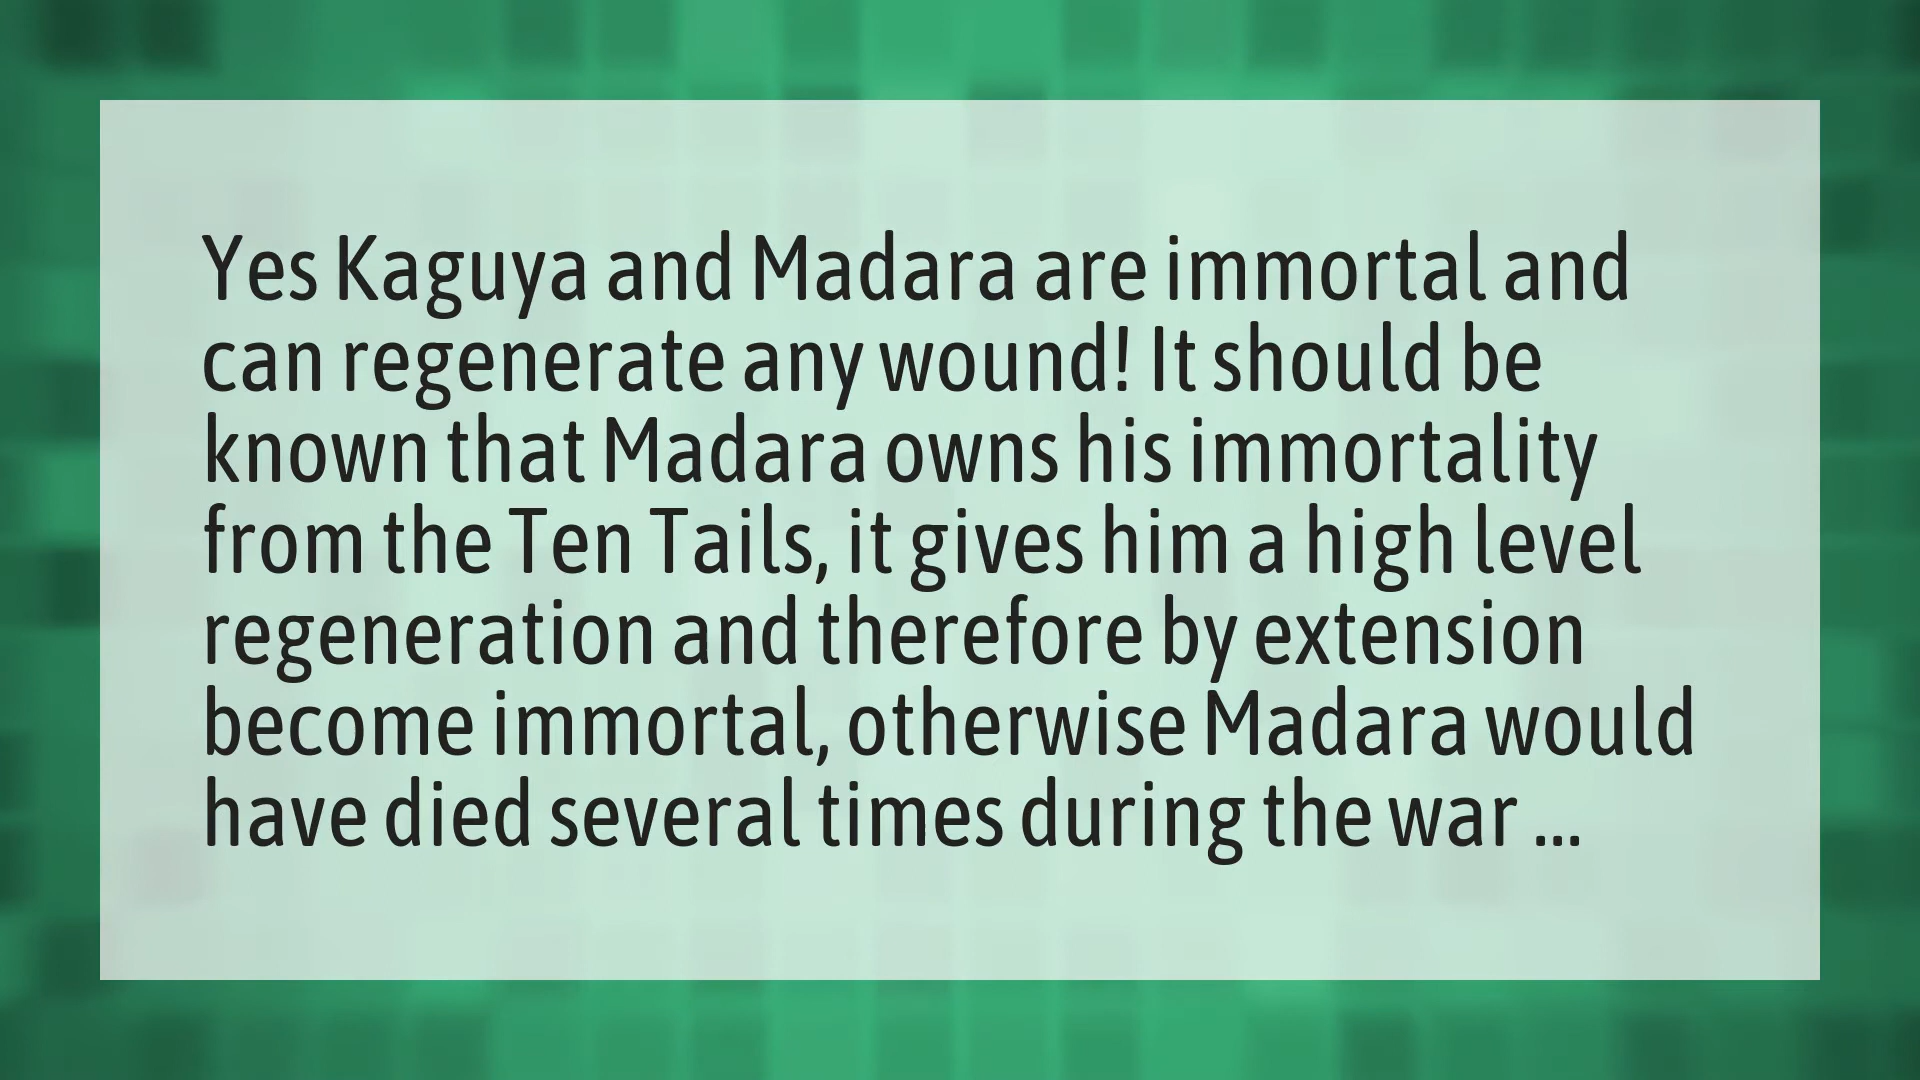 Yes Kaguya and Madara are immortal and
can regenerate any wound! It should be
known that Madara owns his immortality
from the Ten Tails, it gives him a high level
regeneration and therefore by extension
become immortal, otherwise Madara would
have died several times during the war ...